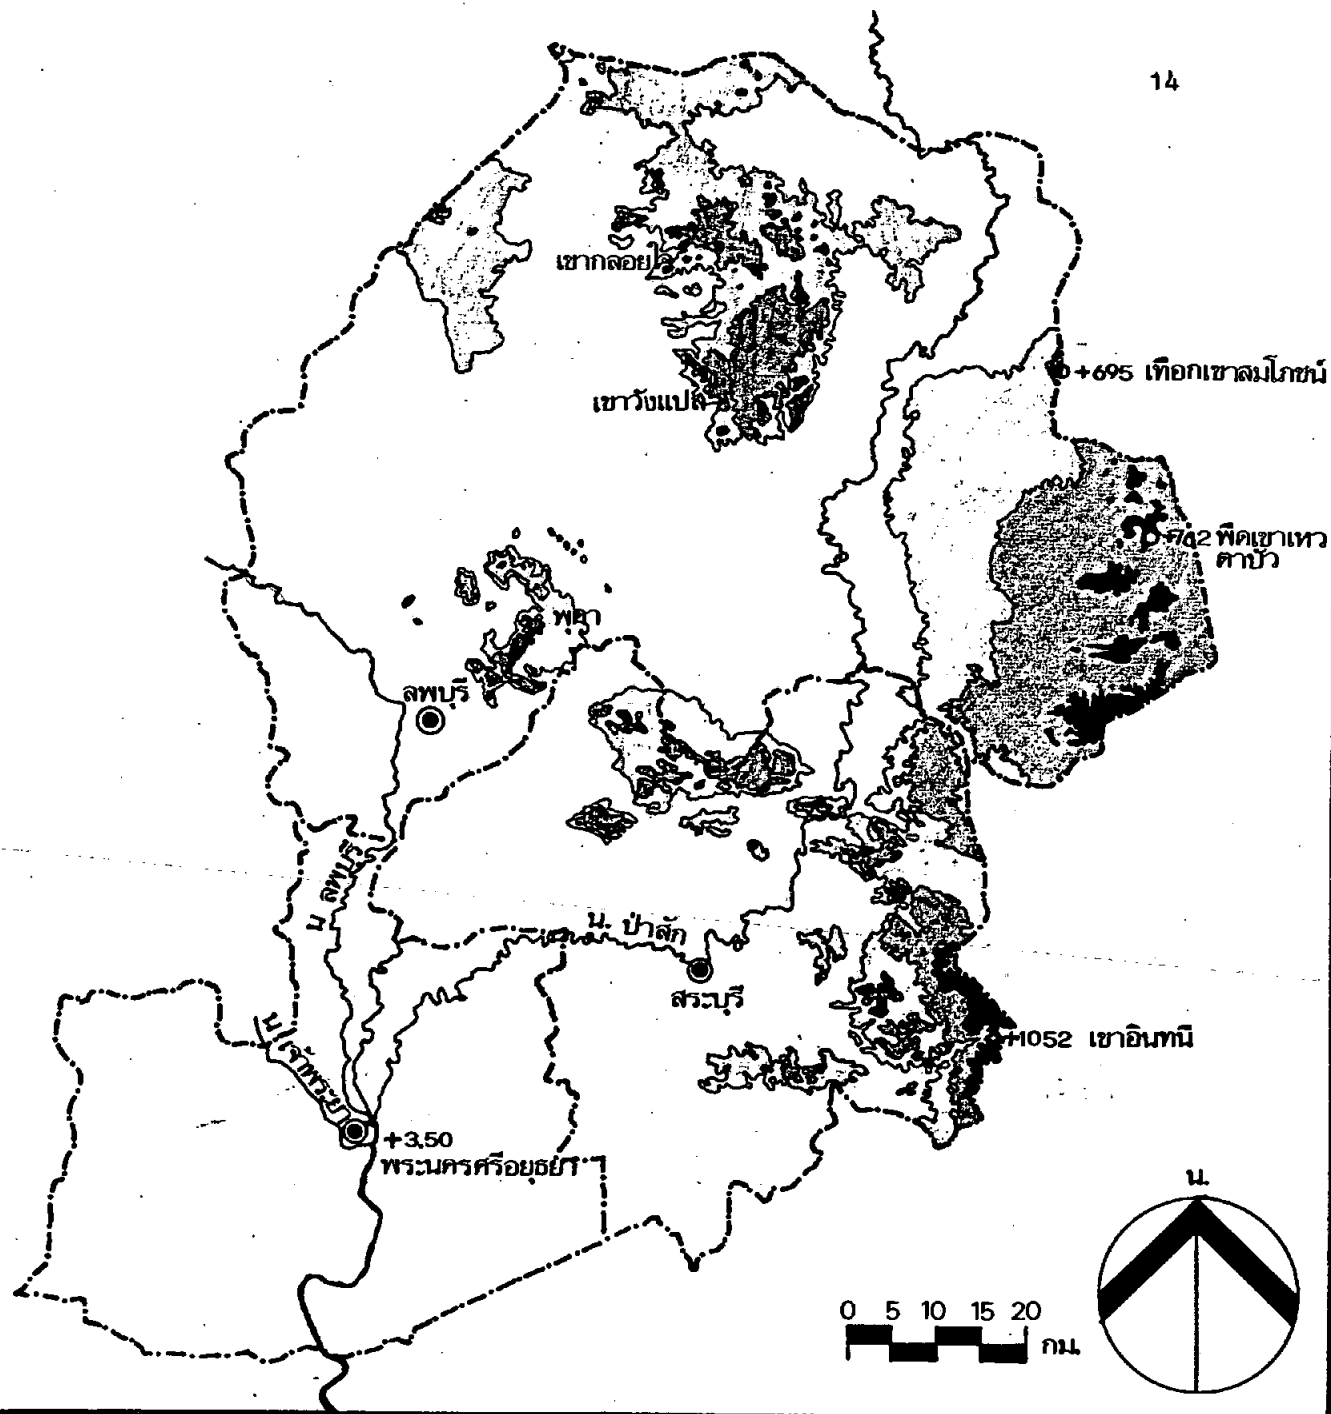 14
เขากลอย
+695 เทือกเขาสมโภชน์
เขาวังแปล
+762 พืดเขาเหว
ตาบัว
พุคา
ลพบุรี
น ลพบุรี
น. ป่าสัก
สระบุรี
น เจ้าพระยา
+1052 เขาอินทนี
+3.50
พระนครศรีอยุธยา
น.
0 5 10 15 20
กม.